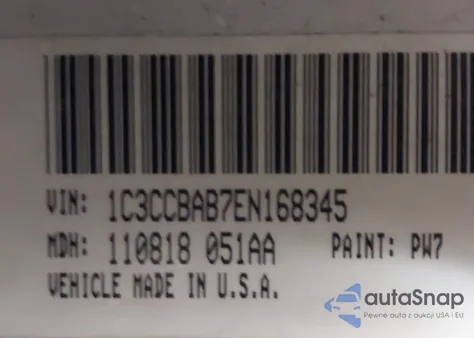 VIN: 1C3CCBAB7EN168345
MDH: 110818 051AA PAINT: PW7
VEHICLE MADE IN U.S.A.
autaSnap
Pewne auta z aukcji USA i EU